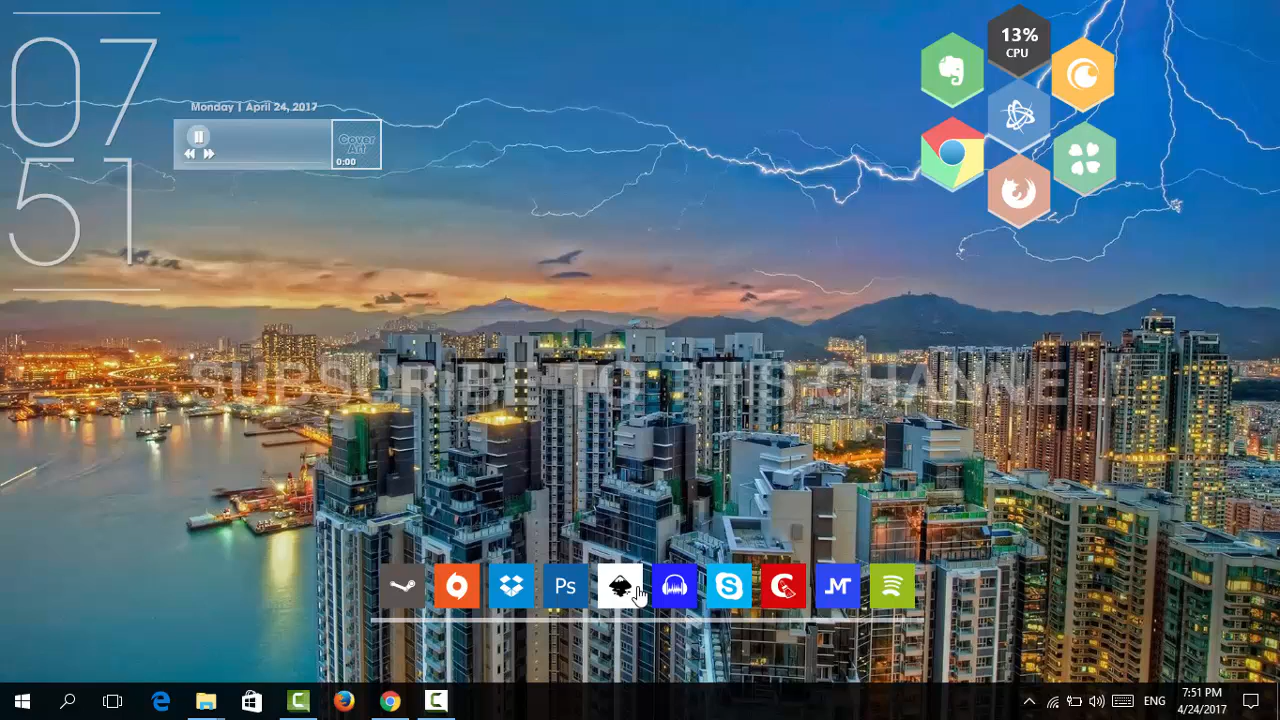 07
51
Monday | April 24, 2017
Cover
Art
0:00
13%
CPU
SUBSCRIBE TO THIS CHANNEL!
Ps
ENG
7:51 PM
4/24/2017